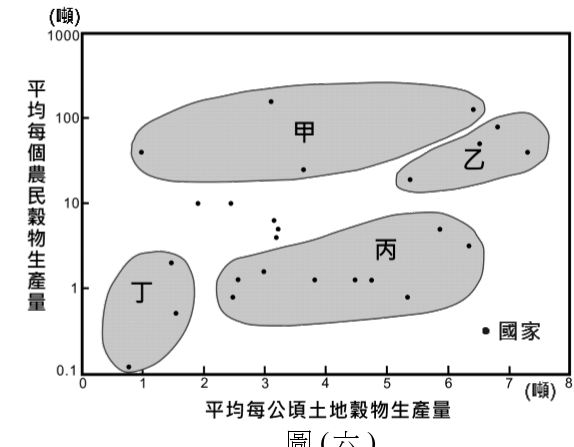 (噸)
1000
100
10
1
0.1
平均每個農民穀物生產量
甲
乙
丙
丁
國家
0 1 2 3 4 5 6 7 8
(噸)
平均每公頃土地穀物生產量
圖(六)